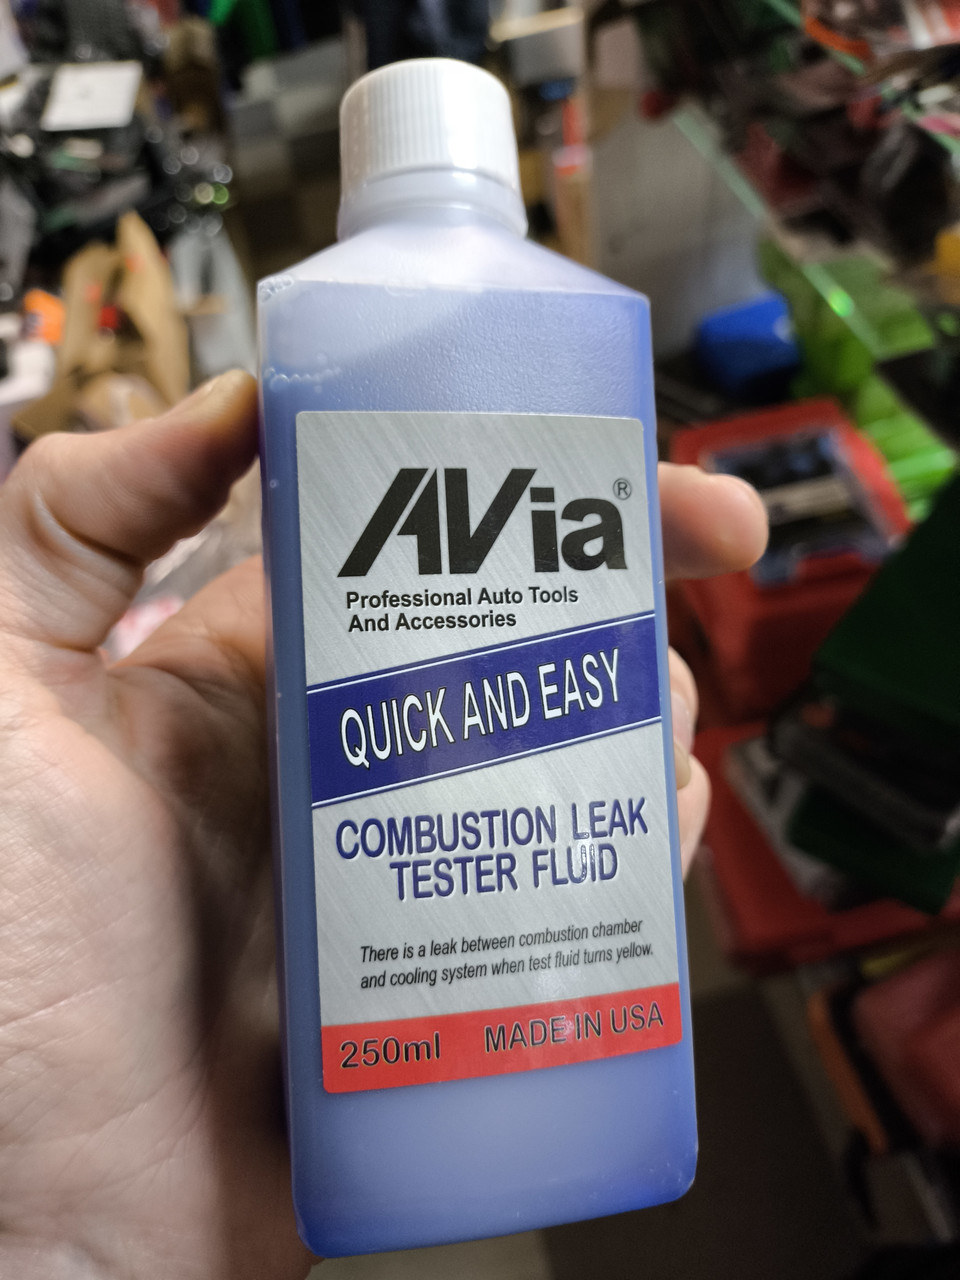 AVia®
Professional Auto Tools
And Accessories
QUICK AND EASY
COMBUSTION LEAK
TESTER FLUID
There is a leak between combustion chamber
and cooling system when test fluid turns yellow.
250ml MADE IN USA